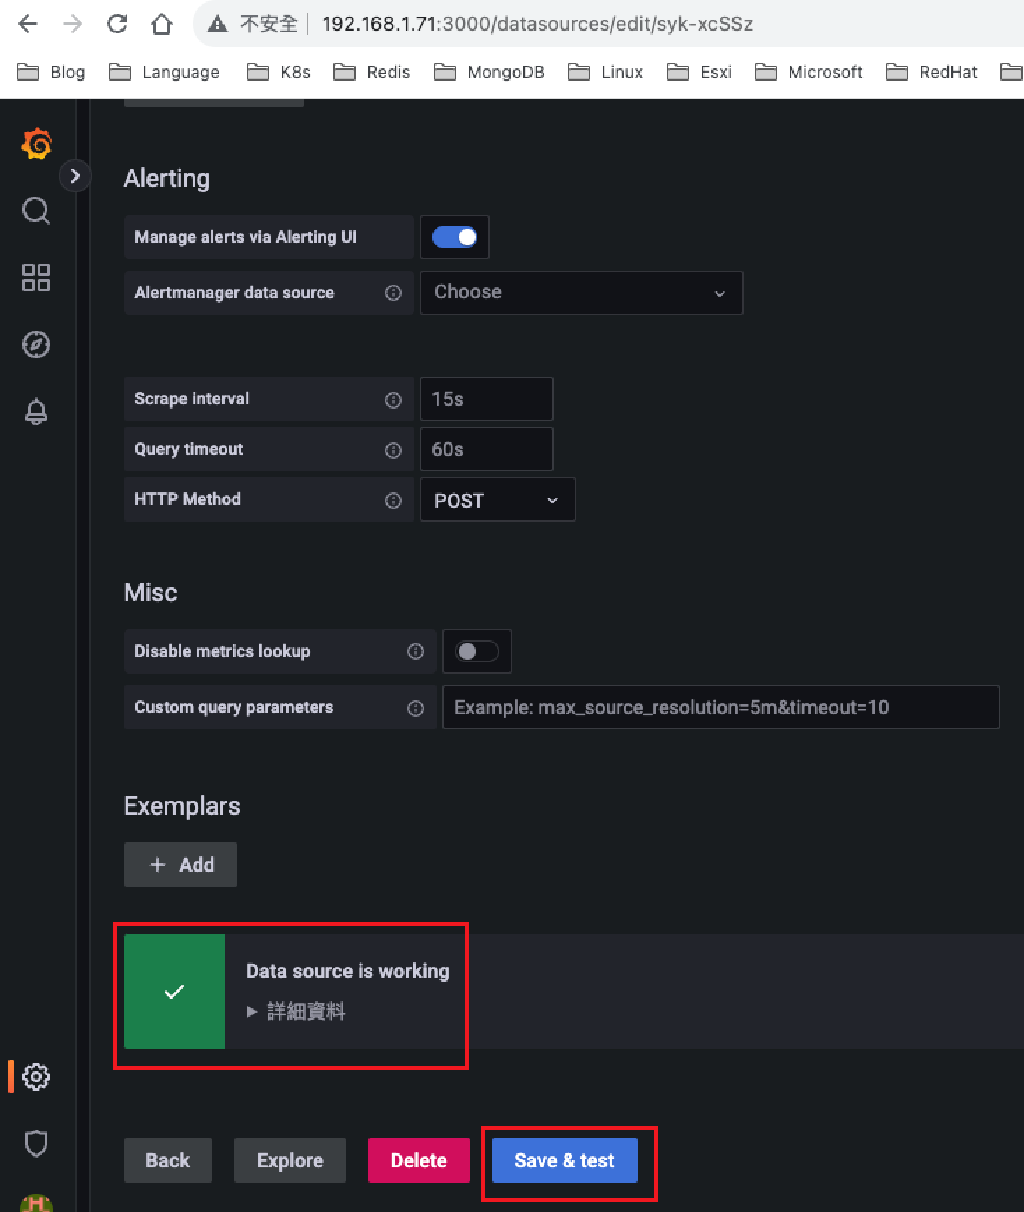 不安全 192.168.1.71:3000/datasources/edit/syk-xcSSz
Blog Language K8s Redis MongoDB Linux Esxi Microsoft RedHat
Alerting
Manage alerts via Alerting UI
Alertmanager data source Choose
Scrape interval 15s
Query timeout 60s
HTTP Method POST
Misc
Disable metrics lookup
Custom query parameters Example: max_source_resolution=5m&timeout=10
Exemplars
+ Add
Data source is working
詳細資料
Back Explore Delete Save & test